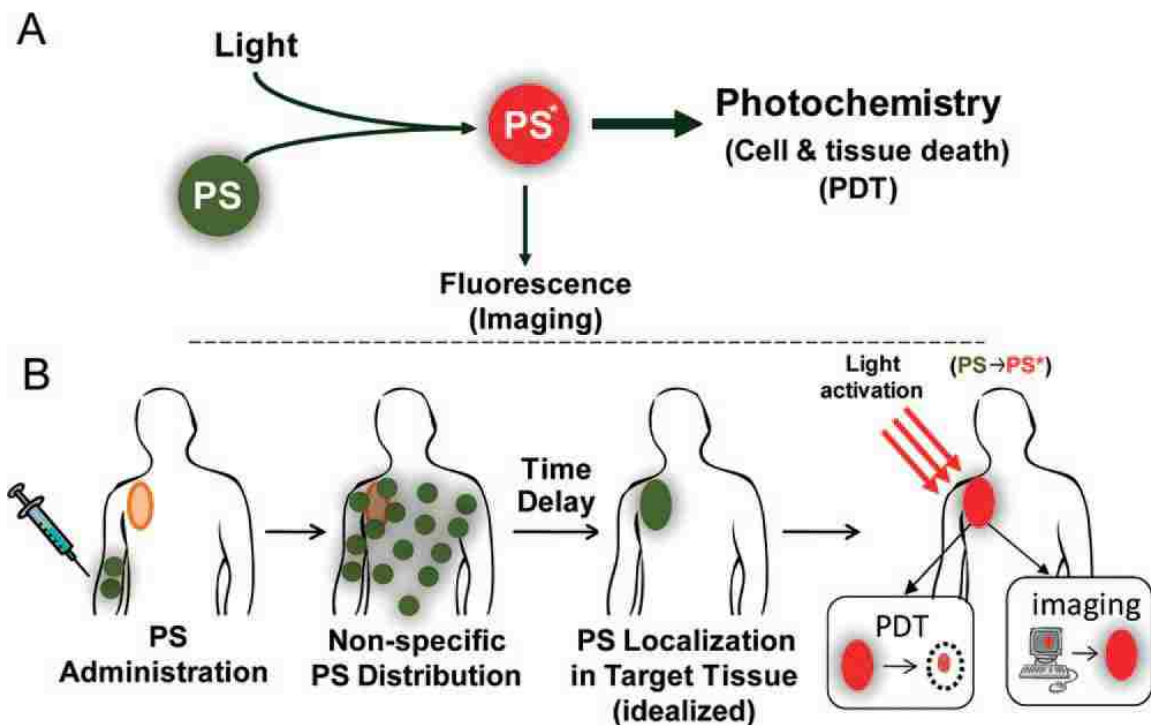 A
Light
PS
PS*
Photochemistry
(Cell & tissue death)
(PDT)
Fluorescence
(Imaging)
B
Light
activation
(PS→PS*)
Time
Delay
PDT
imaging
PS
Administration
Non-specific
PS Distribution
PS Localization
in Target Tissue
(idealized)